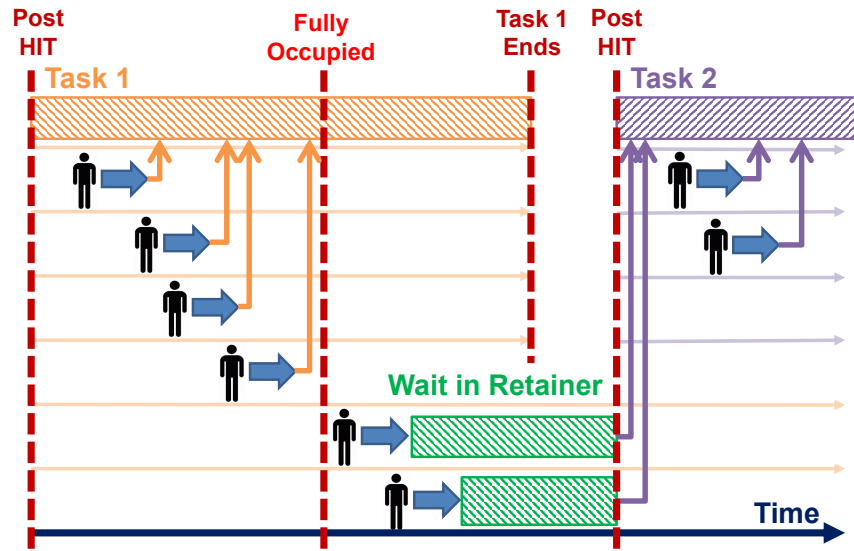 Post
HIT
Fully
Occupied
Task 1
Ends
Post
HIT
Task 1
Task 2
Wait in Retainer
Time